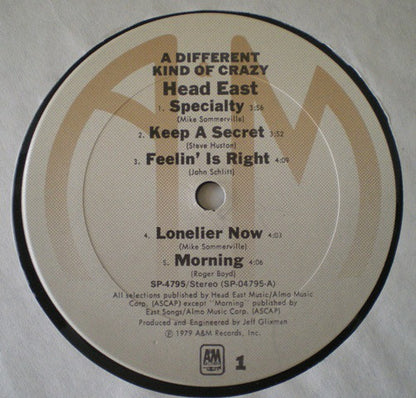 A DIFFERENT
KIND OF CRAZY
Head East
1. Specialty 3:56
(Mike Sommerville)
2. Keep A Secret 3:52
(Steve Huston)
3. Feelin' Is Right 4:09
(John Schlitt)
4. Lonelier Now 4:03
(Mike Sommerville)
5. Morning 4:06
(Roger Boyd)
SP-4795/Stereo (SP-04795-A)
All selections published by Head East Music/Almo Music
Corp. (ASCAP) except "Morning" published by
East Songs/Almo Music Corp. (ASCAP)
Produced and Engineered by Jeff Glixman
℗ 1979 A&M Records, Inc.
A&M
RECORDS
1